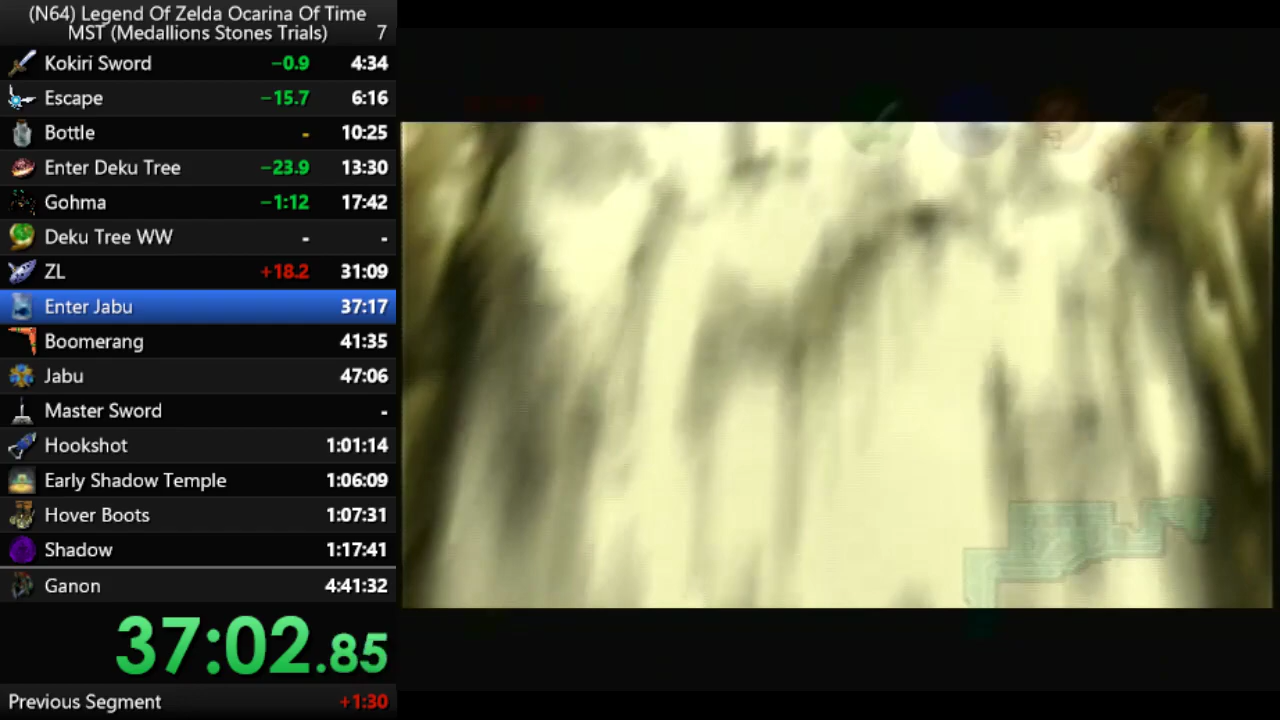 (N64) Legend Of Zelda Ocarina Of Time
MST (Medallions Stones Trials) 7
Kokiri Sword −0.9 4:34
Escape −15.7 6:16
Bottle - 10:25
Enter Deku Tree −23.9 13:30
Gohma −1:12 17:42
Deku Tree WW - -
ZL +18.2 31:09
Enter Jabu 37:17
Boomerang 41:35
Jabu 47:06
Master Sword -
Hookshot 1:01:14
Early Shadow Temple 1:06:09
Hover Boots 1:07:31
Shadow 1:17:41
Ganon 4:41:32
37:02.85
Previous Segment +1:30